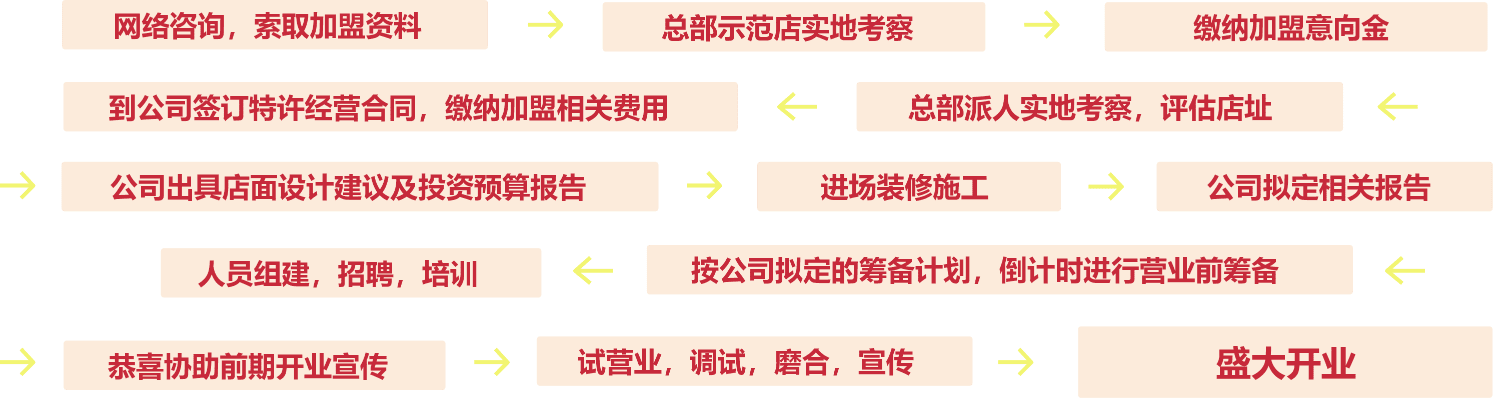 网络咨询，索取加盟资料
总部示范店实地考察
缴纳加盟意向金
总部派人实地考察，评估店址
到公司签订特许经营合同，缴纳加盟相关费用
公司出具店面设计建议及投资预算报告
进场装修施工
公司拟定相关报告
按公司拟定的筹备计划，倒计时进行营业前筹备
人员组建，招聘，培训
恭喜协助前期开业宣传
试营业，调试，磨合，宣传
盛大开业